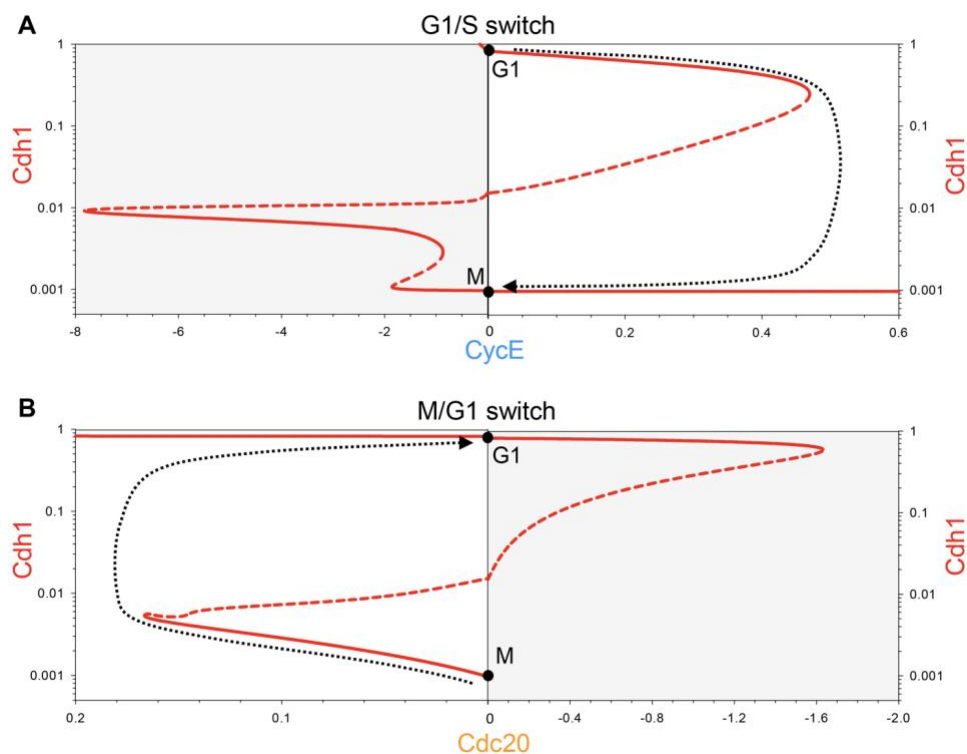 A
G1/S switch
1
0.1
0.01
0.001
Cdh1
G1
M
1
0.1
0.01
0.001
Cdh1
-8 -6 -4 -2 0 0.2 0.4 0.6
CycE
B
M/G1 switch
1
0.1
0.01
0.001
Cdh1
G1
M
1
0.1
0.01
0.001
Cdh1
0.2 0.1 0 -0.4 -0.8 -1.2 -1.6 -2.0
Cdc20